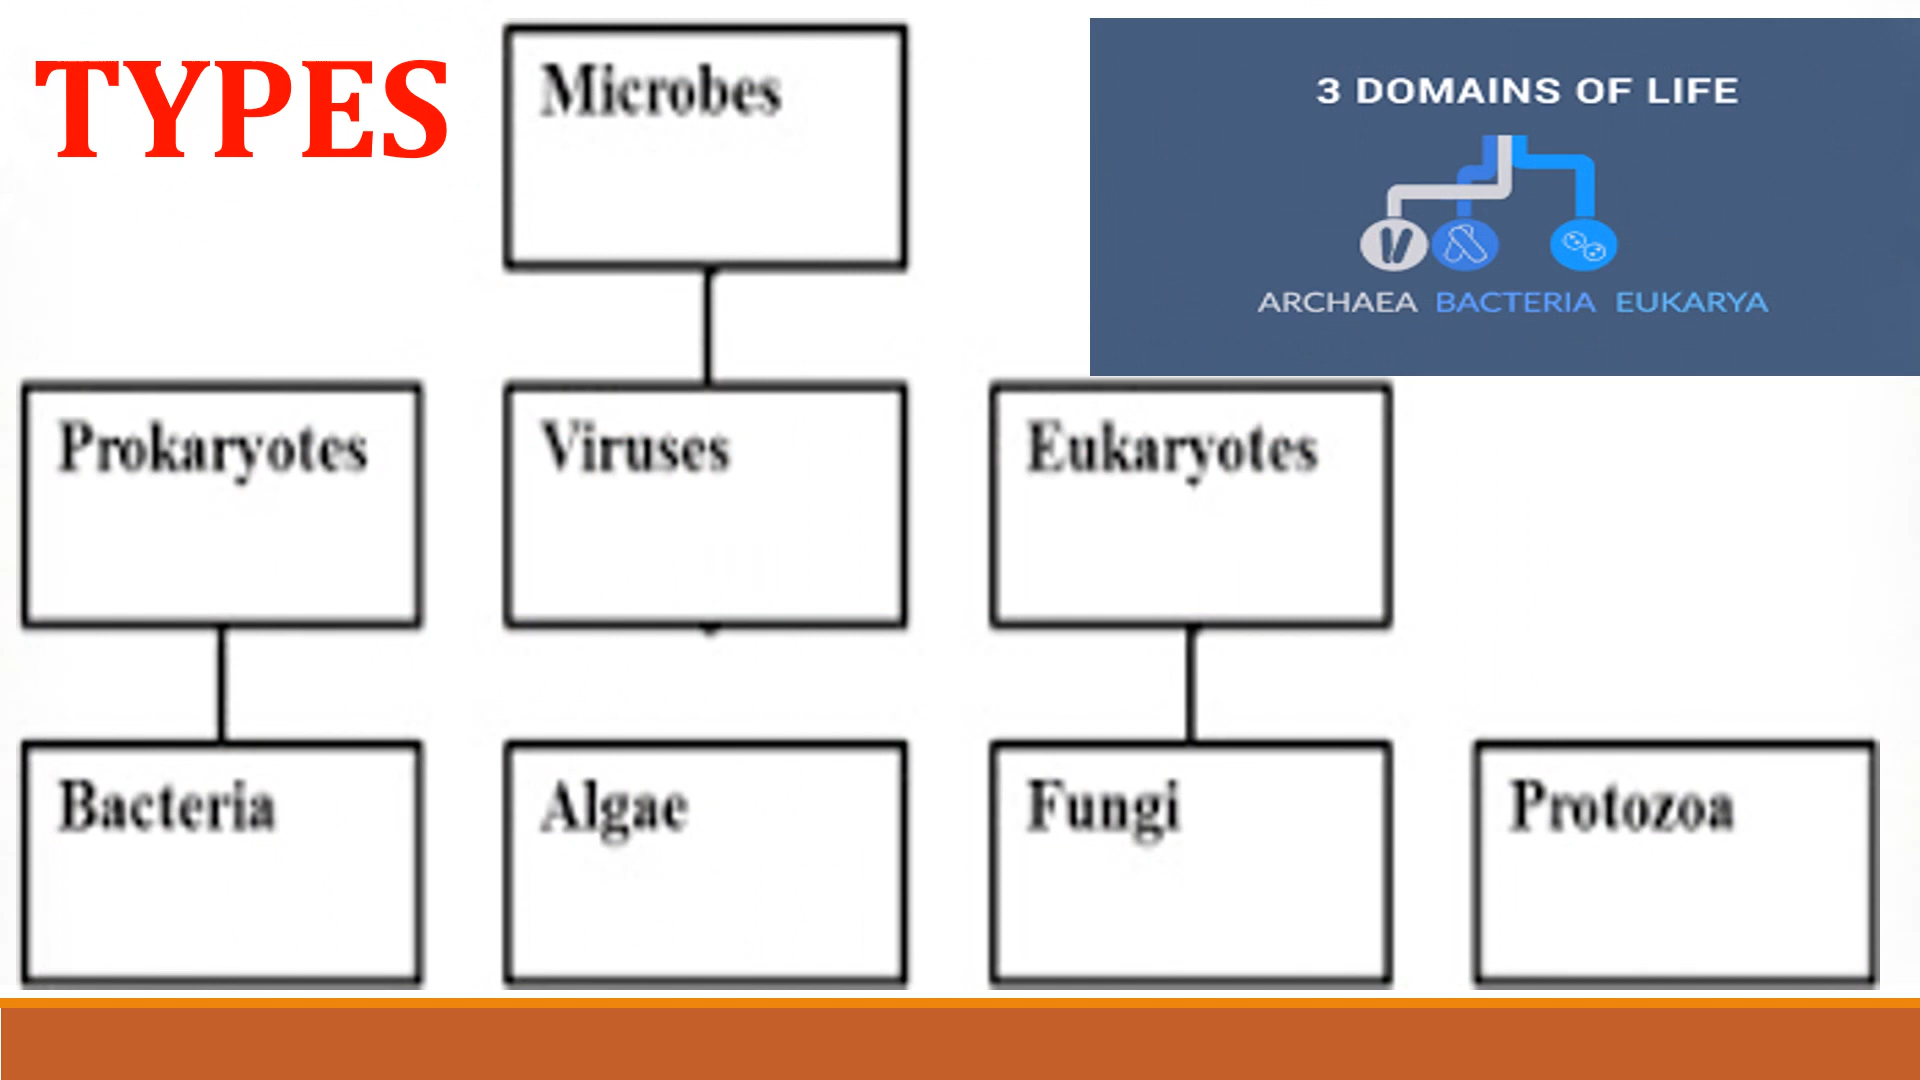 TYPES
Microbes
3 DOMAINS OF LIFE
ARCHAEA BACTERIA EUKARYA
Prokaryotes
Viruses
Eukaryotes
Bacteria
Algae
Fungi
Protozoa